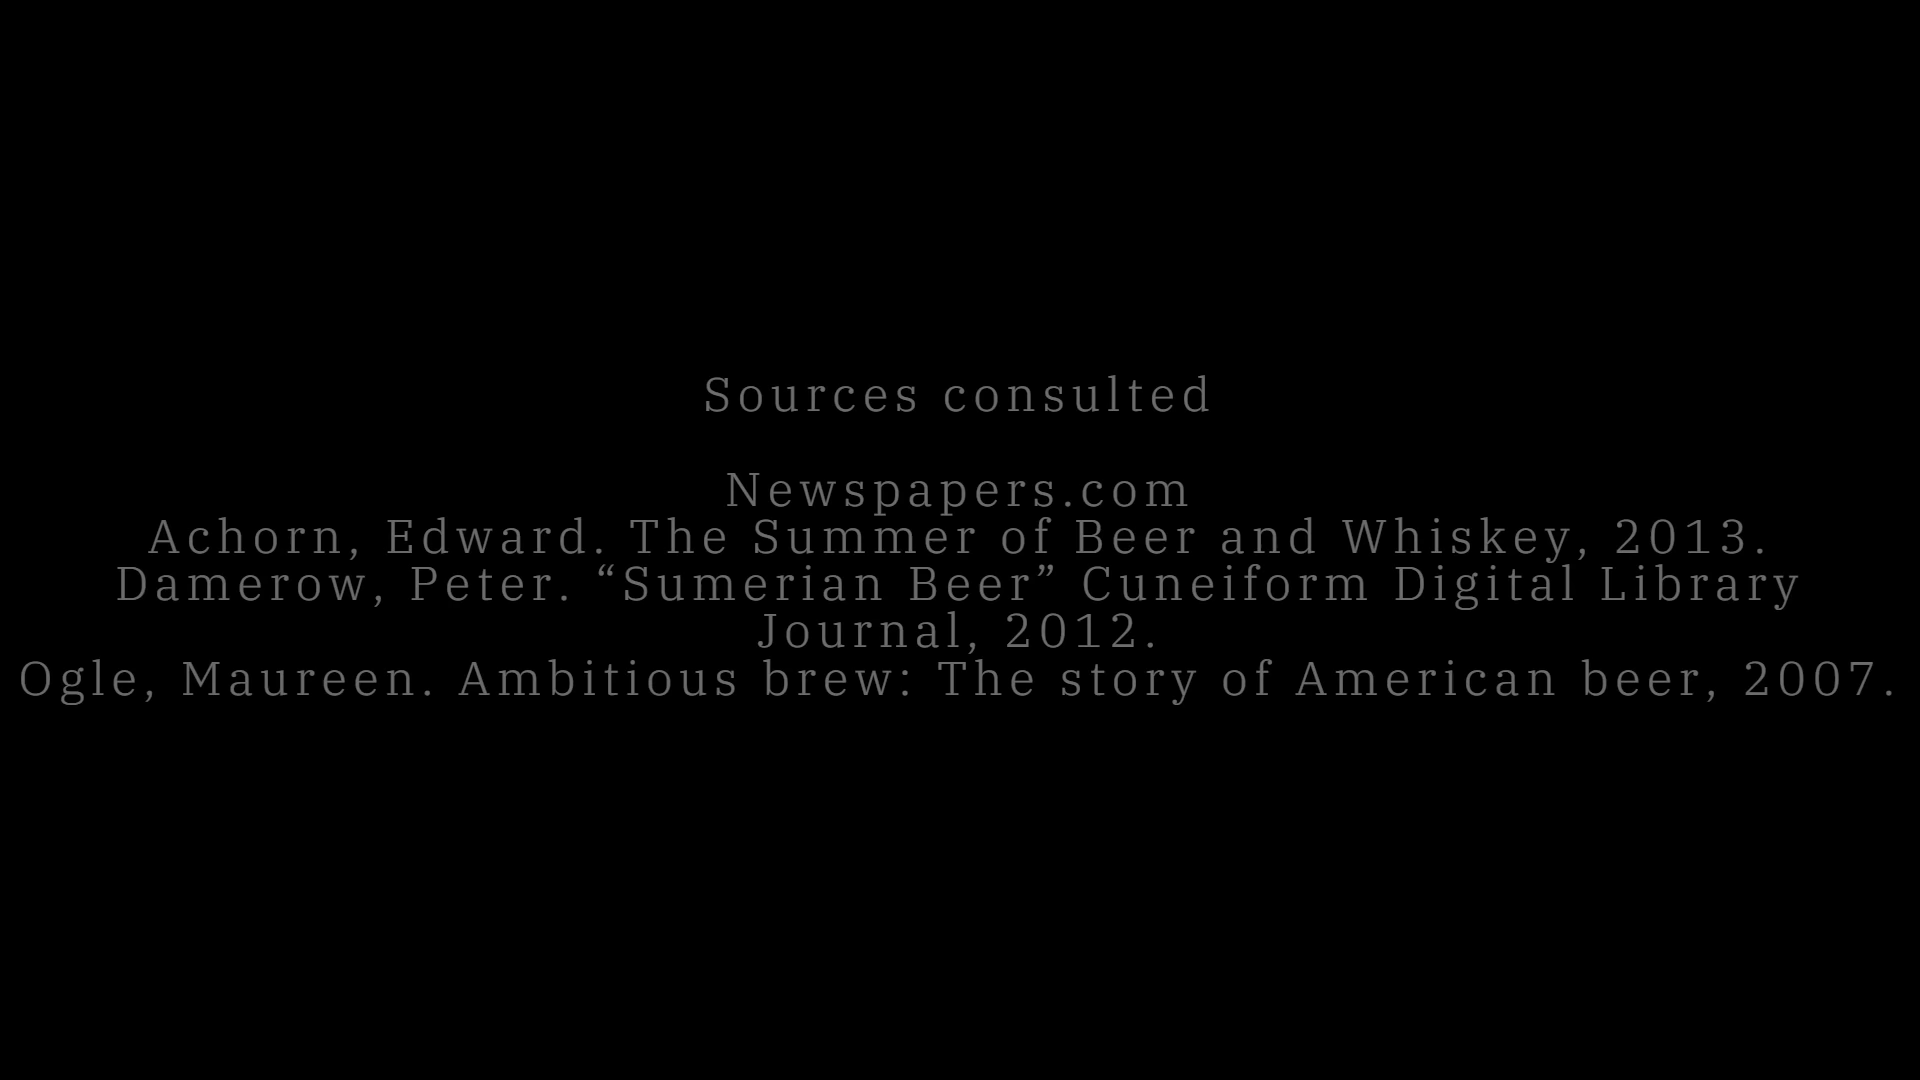 Sources consulted
Newspapers.com
Achorn, Edward. The Summer of Beer and Whiskey, 2013.
Damerow, Peter. “Sumerian Beer” Cuneiform Digital Library
Journal, 2012.
Ogle, Maureen. Ambitious brew: The story of American beer, 2007.